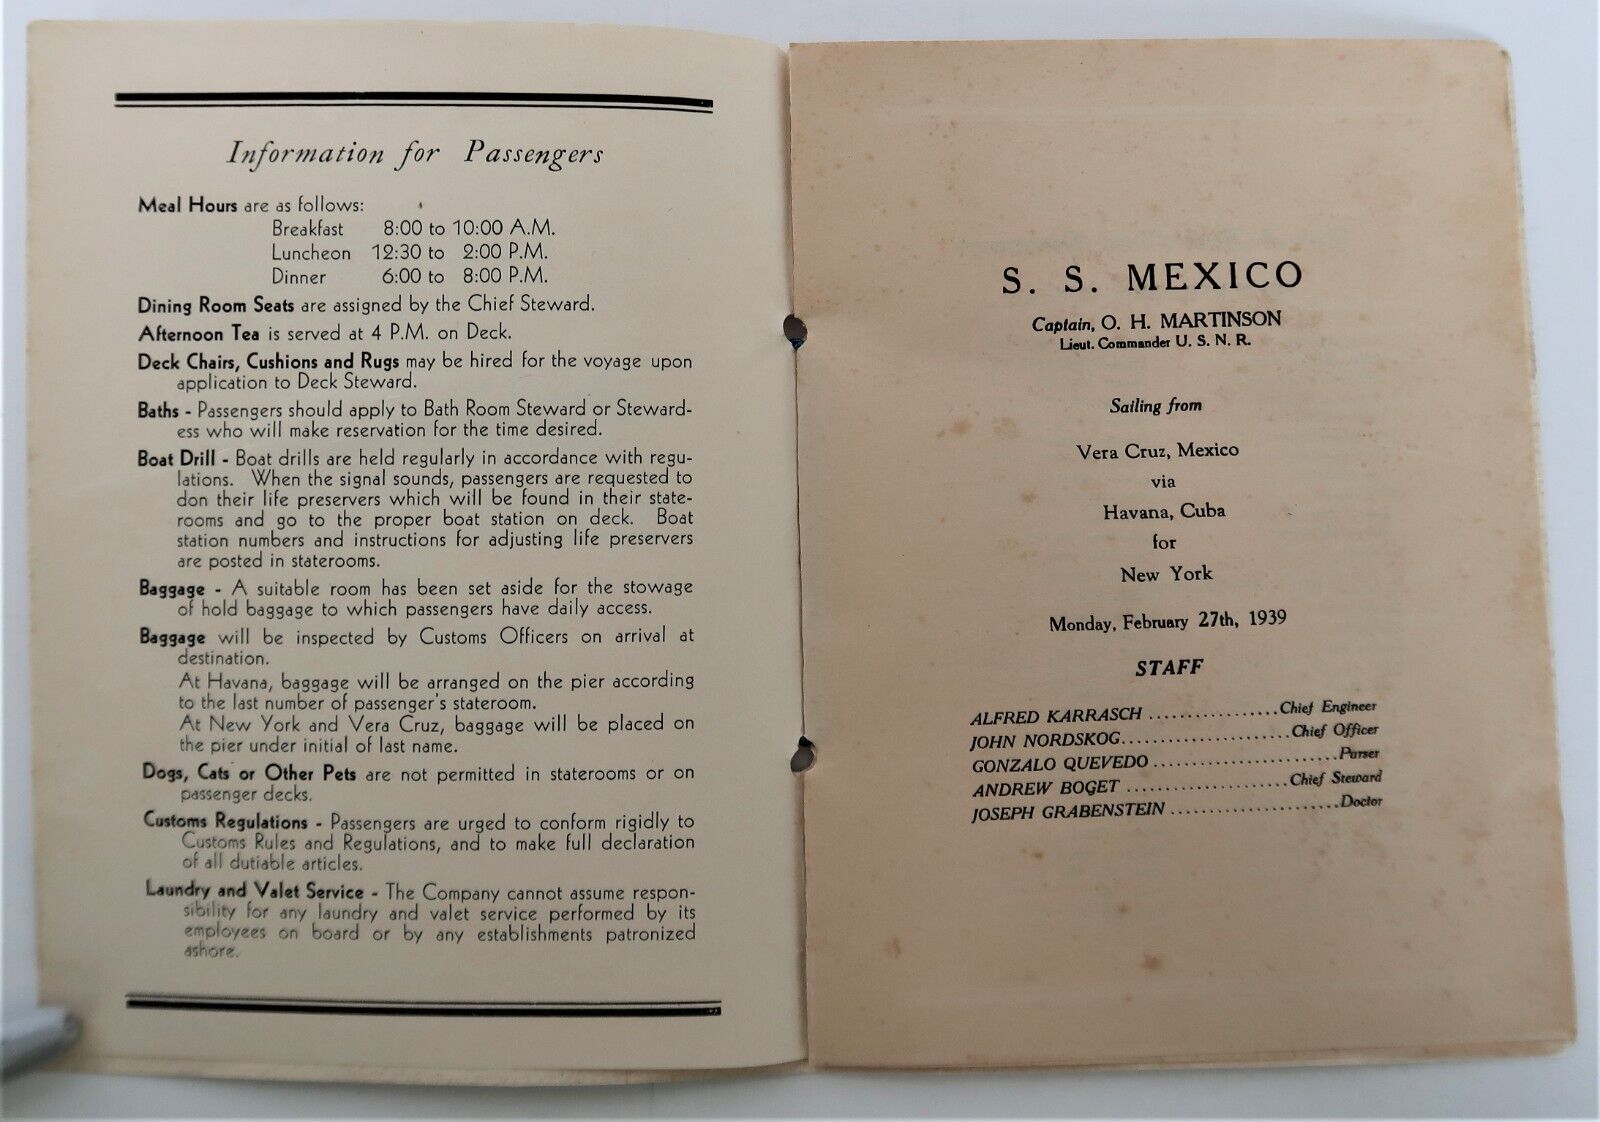 Information for Passengers
Meal Hours are as follows:
Breakfast 8:00 to 10:00 A.M.
Luncheon 12:30 to 2:00 P.M.
Dinner 6:00 to 8:00 P.M.
Dining Room Seats are assigned by the Chief Steward.
Afternoon Tea is served at 4 P.M. on Deck.
Deck Chairs, Cushions and Rugs may be hired for the voyage upon
application to Deck Steward.
Baths - Passengers should apply to Bath Room Steward or Steward-
ess who will make reservation for the time desired.
Boat Drill - Boat drills are held regularly in accordance with regu-
lations. When the signal sounds, passengers are requested to
don their life preservers which will be found in their state-
rooms and go to the proper boat station on deck. Boat
station numbers and instructions for adjusting life preservers
are posted in staterooms.
Baggage - A suitable room has been set aside for the stowage
of hold baggage to which passengers have daily access.
Baggage will be inspected by Customs Officers on arrival at
destination.
At Havana, baggage will be arranged on the pier according
to the last number of passenger's stateroom.
At New York and Vera Cruz, baggage will be placed on
the pier under initial of last name.
Dogs, Cats or Other Pets are not permitted in staterooms or on
passenger decks.
Customs Regulations - Passengers are urged to conform rigidly to
Customs Rules and Regulations, and to make full declaration
of all dutiable articles.
Laundry and Valet Service - The Company cannot assume respon-
sibility for any laundry and valet service performed by its
employees on board or by any establishments patronized
ashore.
S. S. MEXICO
Captain, O. H. MARTINSON
Lieut. Commander U. S. N. R.
Sailing from
Vera Cruz, Mexico
via
Havana, Cuba
for
New York
Monday, February 27th, 1939
STAFF
ALFRED KARRASCH ................. Chief Engineer
JOHN NORDSKOG...................... Chief Officer
GONZALO QUEVEDO .................... Purser
ANDREW BOGET ..................... Chief Steward
JOSEPH GRABENSTEIN ...................... Doctor